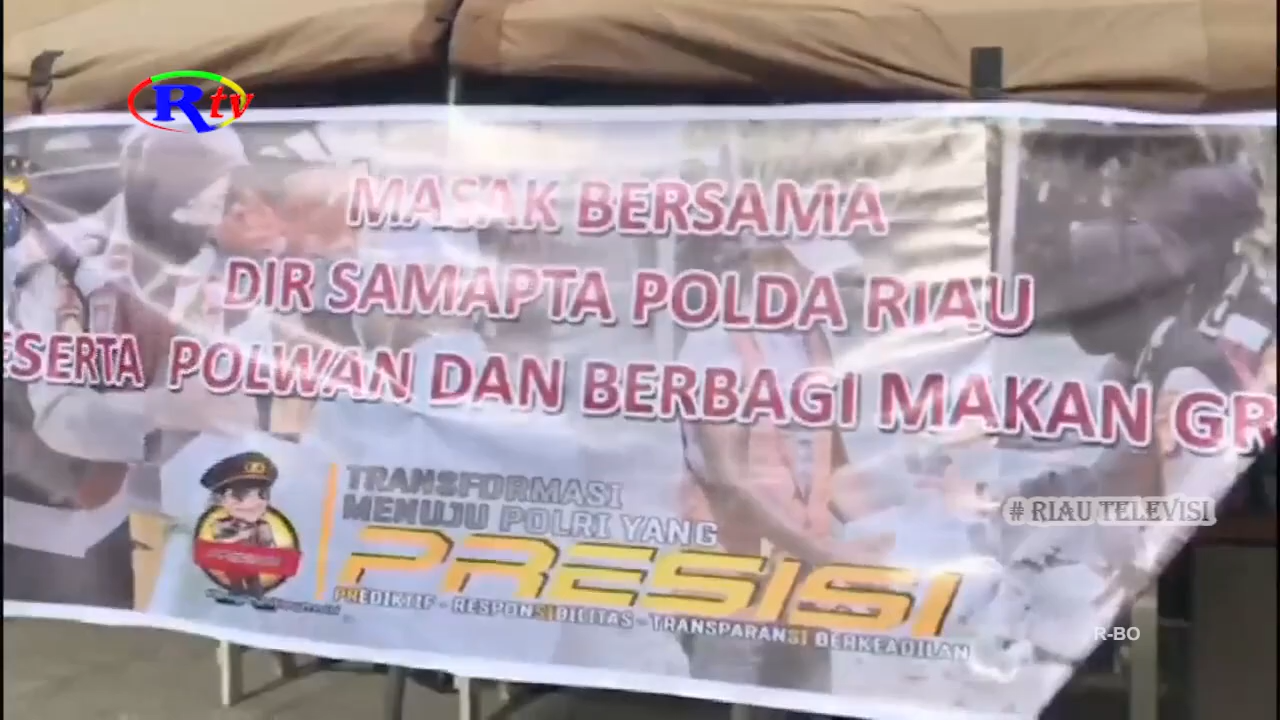 Rtv
MASAK BERSAMA
DIR SAMAPTA POLDA RIAU
ESERTA POLWAN DAN BERBAGI MAKAN GR
TRANSFORMASI
MENUJU POLRI YANG
PRESISI
PREDIKTIF - RESPONSIBILITAS - TRANSPARANSI BERKEADILAN
# RIAU TELEVISI
R-BO